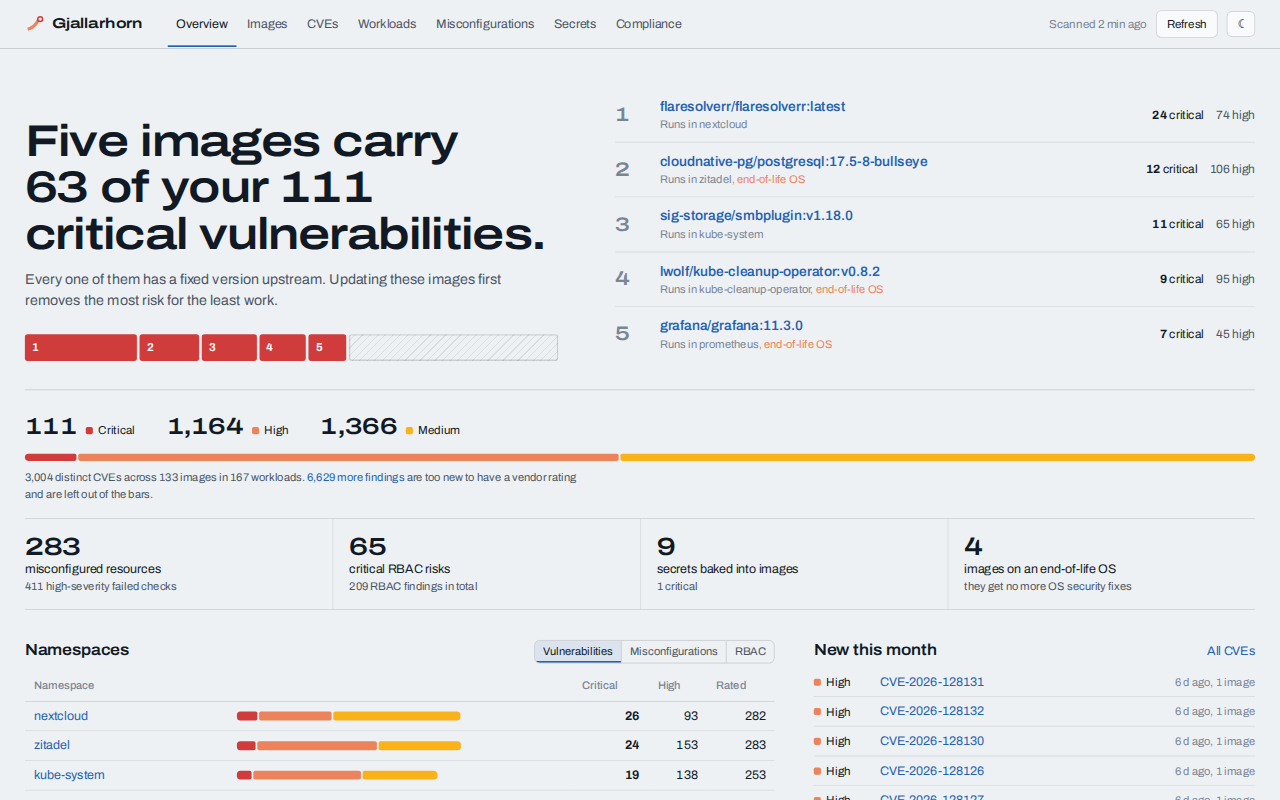 Gjallarhorn
Overview Images CVEs Workloads Misconfigurations Secrets Compliance
Scanned 2 min ago Refresh
Five images carry
63 of your 111
critical vulnerabilities.
Every one of them has a fixed version upstream. Updating these images first
removes the most risk for the least work.
1 2 3 4 5
1 flaresolverr/flaresolverr:latest 24 critical 74 high
Runs in nextcloud
2 cloudnative-pg/postgresql:17.5-8-bullseye 12 critical 106 high
Runs in zitadel, end-of-life OS
3 sig-storage/smbplugin:v1.18.0 11 critical 65 high
Runs in kube-system
4 lwolf/kube-cleanup-operator:v0.8.2 9 critical 95 high
Runs in kube-cleanup-operator, end-of-life OS
5 grafana/grafana:11.3.0 7 critical 45 high
Runs in prometheus, end-of-life OS
111 Critical 1,164 High 1,366 Medium
3,004 distinct CVEs across 133 images in 167 workloads. 6,629 more findings are too new to have a vendor rating
and are left out of the bars.
283
misconfigured resources
411 high-severity failed checks
65
critical RBAC risks
209 RBAC findings in total
9
secrets baked into images
1 critical
4
images on an end-of-life OS
they get no more OS security fixes
Namespaces Vulnerabilities Misconfigurations RBAC
Namespace Critical High Rated
nextcloud 26 93 282
zitadel 24 153 283
kube-system 19 138 253
New this month All CVEs
High CVE-2026-128131 6 d ago, 1 image
High CVE-2026-128132 6 d ago, 1 image
High CVE-2026-128130 6 d ago, 1 image
High CVE-2026-128126 6 d ago, 1 image
High CVE-2026-128127 6 d ago, 1 image